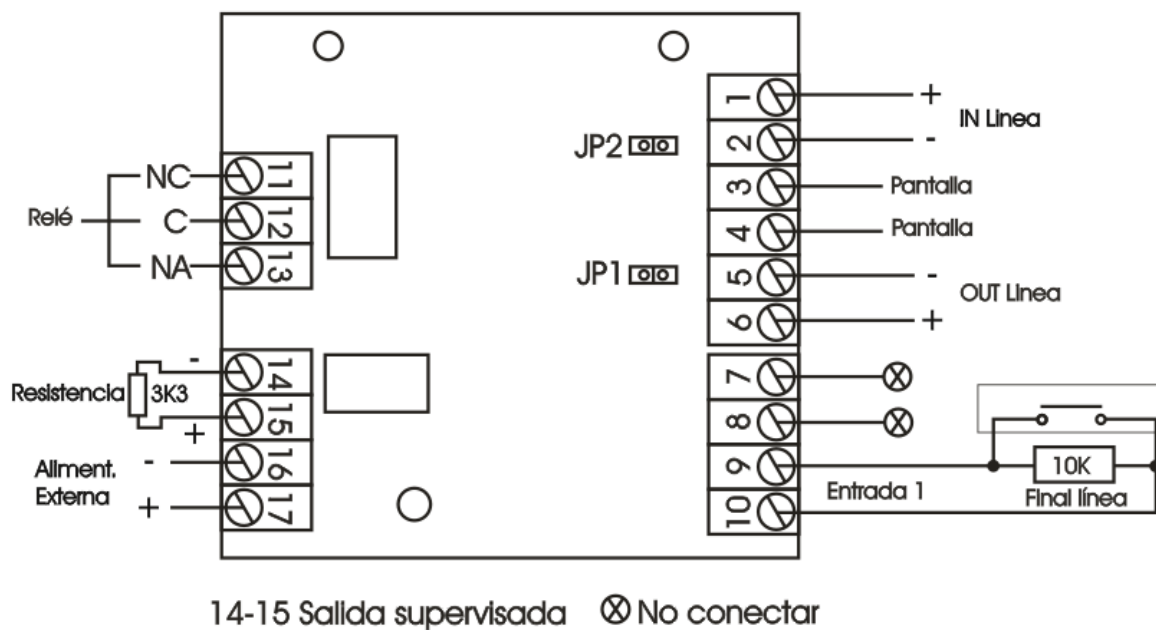 1
+
IN Linea
JP2
2
-
NC
11
3
Pantalla
Relé
C
12
4
Pantalla
NA
13
JP1
5
-
OUT Linea
6
+
-
14
7
Resistencia
3K3
15
8
+
Aliment.
Externa
-
16
9
10K
Entrada 1
Final línea
+
17
10
14-15 Salida supervisada
No conectar